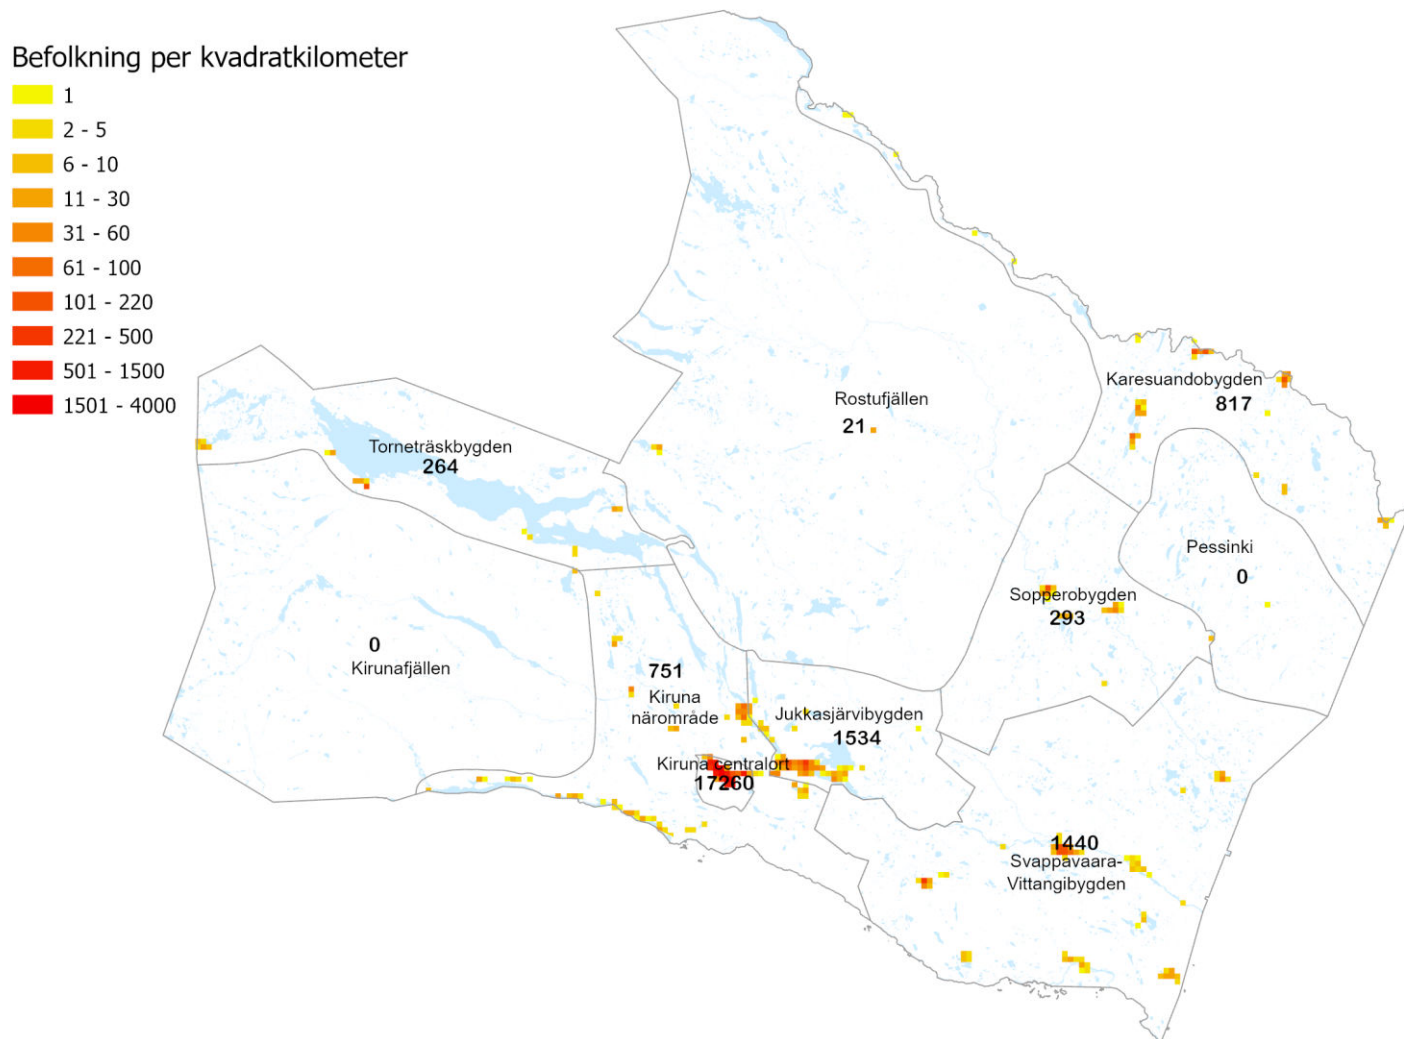 Befolkning per kvadratkilometer
1
2 - 5
6 - 10
11 - 30
31 - 60
61 - 100
101 - 220
221 - 500
501 - 1500
1501 - 4000
Karesuandobygden
817
Rostufjällen
21
Torneträskbygden
264
Pessinki
0
Sopperobygden
293
0
Kirunafjällen
751
Kiruna
närområde
Jukkasjärvibygden
1534
Kiruna centralort
17260
1440
Svappavaara-
Vittangibygden